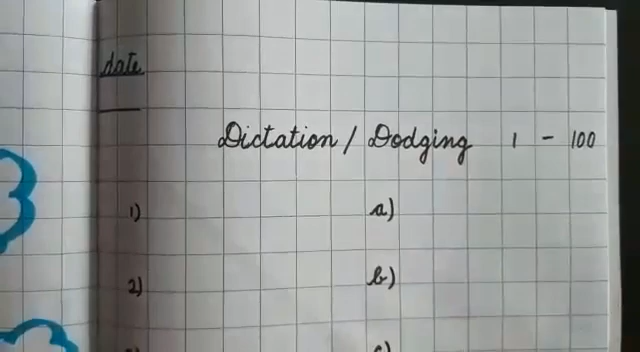 date
Dictation / Dodging 1 - 100
1) a)
2) b)
c)